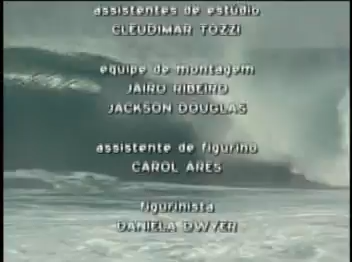 assistentes de estúdio
CLEUDIMAR TOZZI
equipe de montagem
JAIRO RIBEIRO
JACKSON DOUGLAS
assistente de figurino
CAROL ARES
figurinista
DANIELA DWYER